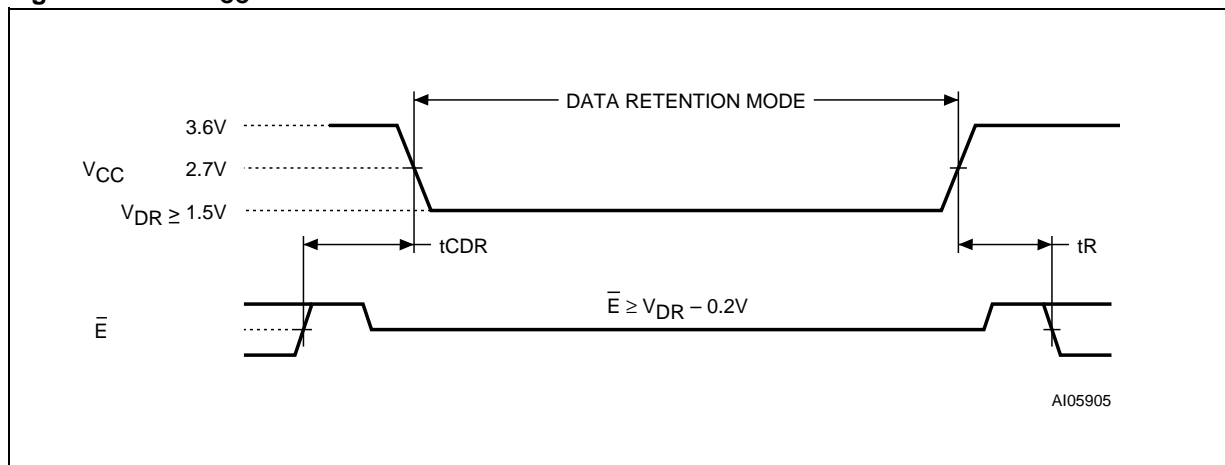 DATA RETENTION MODE
3.6V
VCC 2.7V
VDR ≥ 1.5V
tCDR
tR
E̅ ≥ VDR – 0.2V
E̅
AI05905